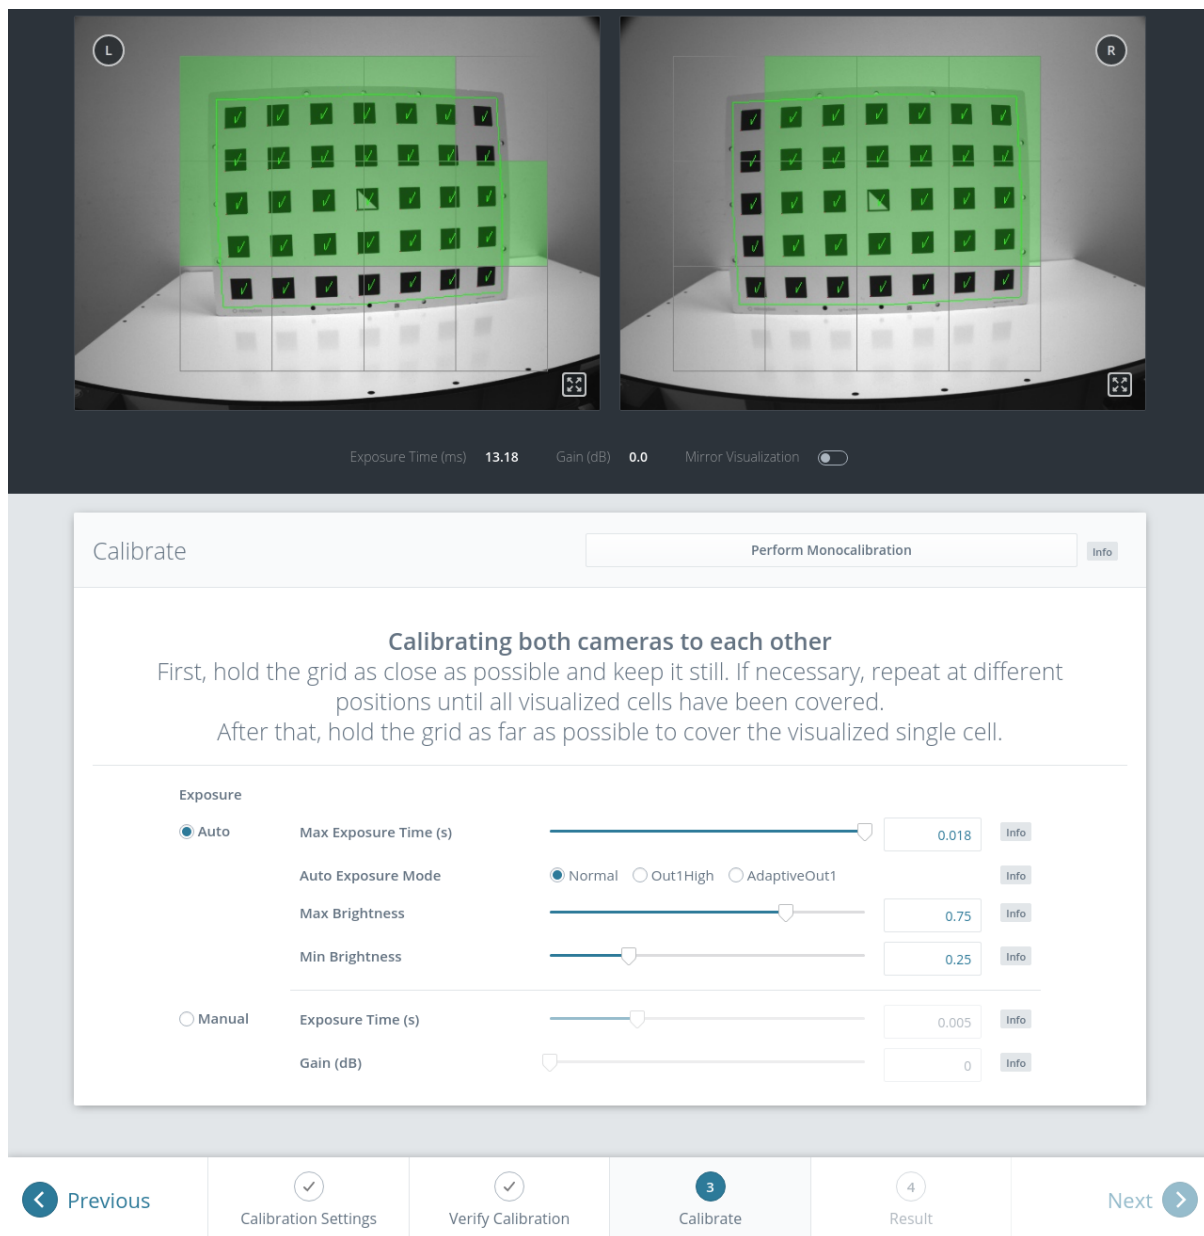 L
R
Exposure Time (ms) 13.18 Gain (dB) 0.0 Mirror Visualization
Calibrate
Perform Monocalibration
Info
Calibrating both cameras to each other
First, hold the grid as close as possible and keep it still. If necessary, repeat at different
positions until all visualized cells have been covered.
After that, hold the grid as far as possible to cover the visualized single cell.
Exposure
Auto
Max Exposure Time (s) 0.018 Info
Auto Exposure Mode Normal Out1High AdaptiveOut1 Info
Max Brightness 0.75 Info
Min Brightness 0.25 Info
Manual
Exposure Time (s) 0.005 Info
Gain (dB) 0 Info
Previous
Calibration Settings
Verify Calibration
3
Calibrate
4
Result
Next